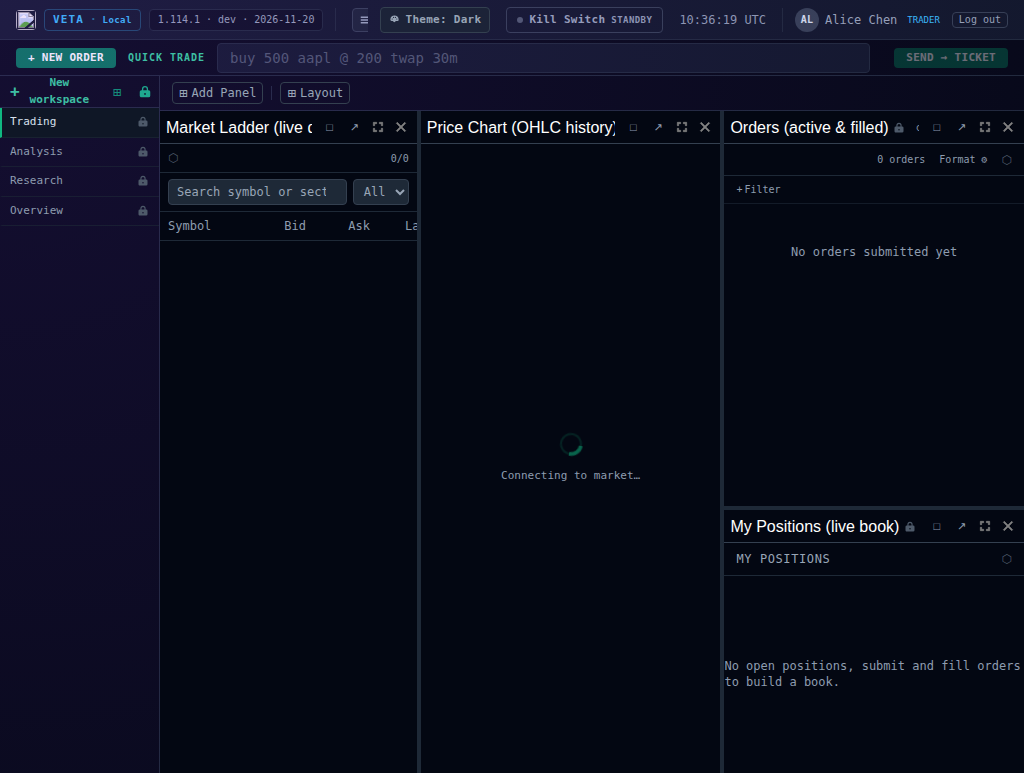 VETA · Local
1.114.1 · dev · 2026-11-20
Theme: Dark
Kill Switch STANDBY
10:36:19 UTC
AL
Alice Chen
TRADER
Log out
+ NEW ORDER
QUICK TRADE
buy 500 aapl @ 200 twap 30m
SEND → TICKET
+ New workspace
Trading
Analysis
Research
Overview
Add Panel
Layout
Market Ladder (live
0/0
Search symbol or sect
All
Symbol Bid Ask La
Price Chart (OHLC history)
Connecting to market…
Orders (active & filled)
0 orders
Format
+ Filter
No orders submitted yet
My Positions (live book)
MY POSITIONS
No open positions, submit and fill orders
to build a book.